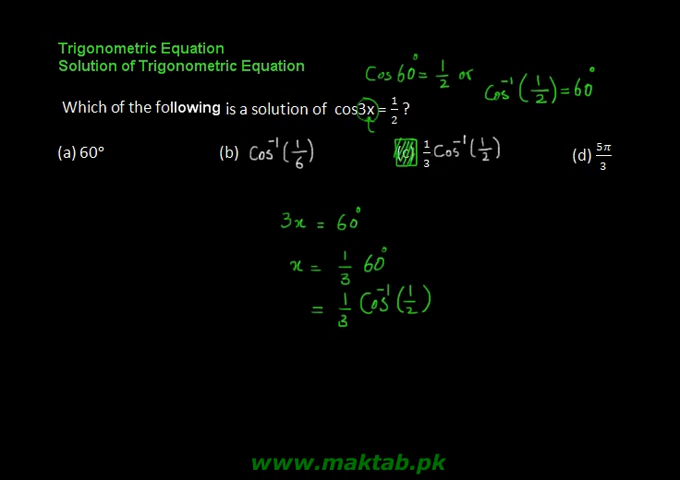 Trigonometric Equation
Solution of Trigonometric Equation
Cos 60° = 1/2 or Cos⁻¹(1/2) = 60°
Which of the following is a solution of cos3x = 1/2 ?
(a) 60° (b) Cos⁻¹(1/6) (c) 1/3 Cos⁻¹(1/2) (d) 5π/3
3x = 60°
x = 1/3 60°
= 1/3 Cos⁻¹(1/2)
www.maktab.pk